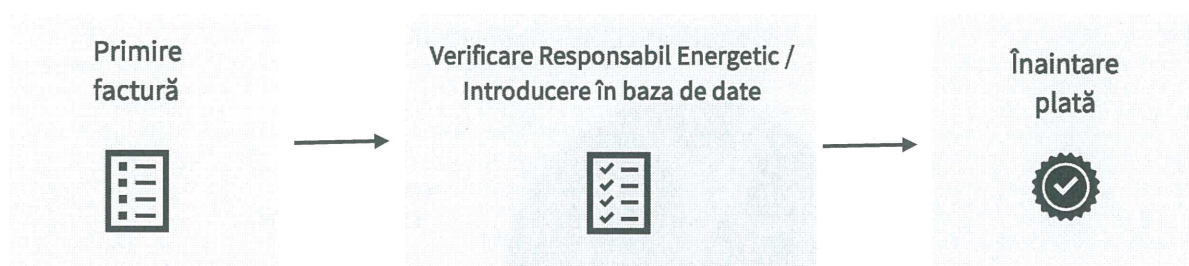 Primire
factură
Verificare Responsabil Energetic /
Introducere în baza de date
Înaintare
plată